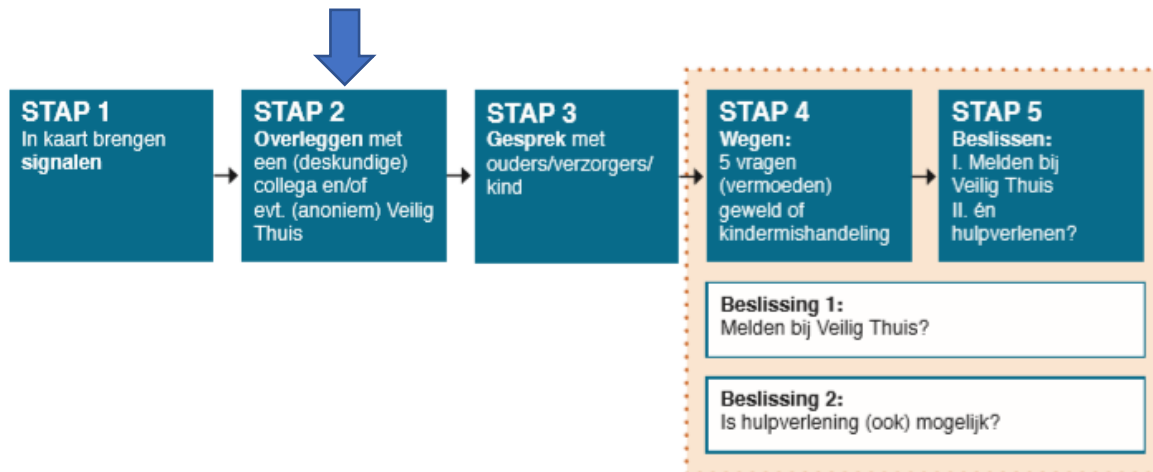 STAP 1
In kaart brengen
signalen
STAP 2
Overleggen met
een (deskundige)
collega en/of
evt. (anoniem) Veilig
Thuis
STAP 3
Gesprek met
ouders/verzorgers/
kind
STAP 4
Wegen:
5 vragen
(vermoeden)
geweld of
kindermishandeling
STAP 5
Beslissen:
I. Melden bij
Veilig Thuis
II. én
hulpverlenen?
Beslissing 1:
Melden bij Veilig Thuis?
Beslissing 2:
Is hulpverlening (ook) mogelijk?